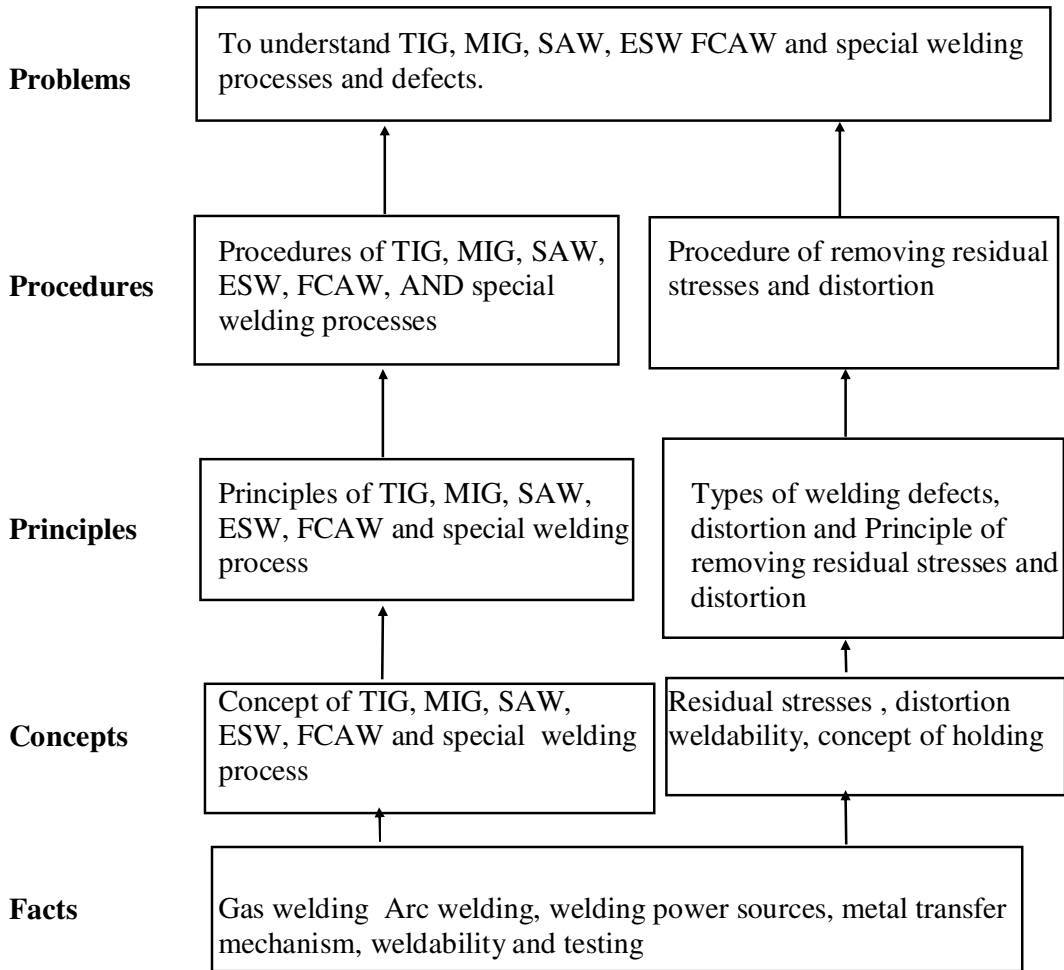 To understand TIG, MIG, SAW, ESW FCAW and special welding
processes and defects.
Problems
Procedures of TIG, MIG, SAW,
ESW, FCAW, AND special
welding processes
Procedure of removing residual
stresses and distortion
Procedures
Principles of TIG, MIG, SAW,
ESW, FCAW and special welding
process
Types of welding defects,
distortion and Principle of
removing residual stresses and
distortion
Principles
Concept of TIG, MIG, SAW,
ESW, FCAW and special welding
process
Residual stresses , distortion
weldability, concept of holding
Concepts
Gas welding Arc welding, welding power sources, metal transfer
mechanism, weldability and testing
Facts